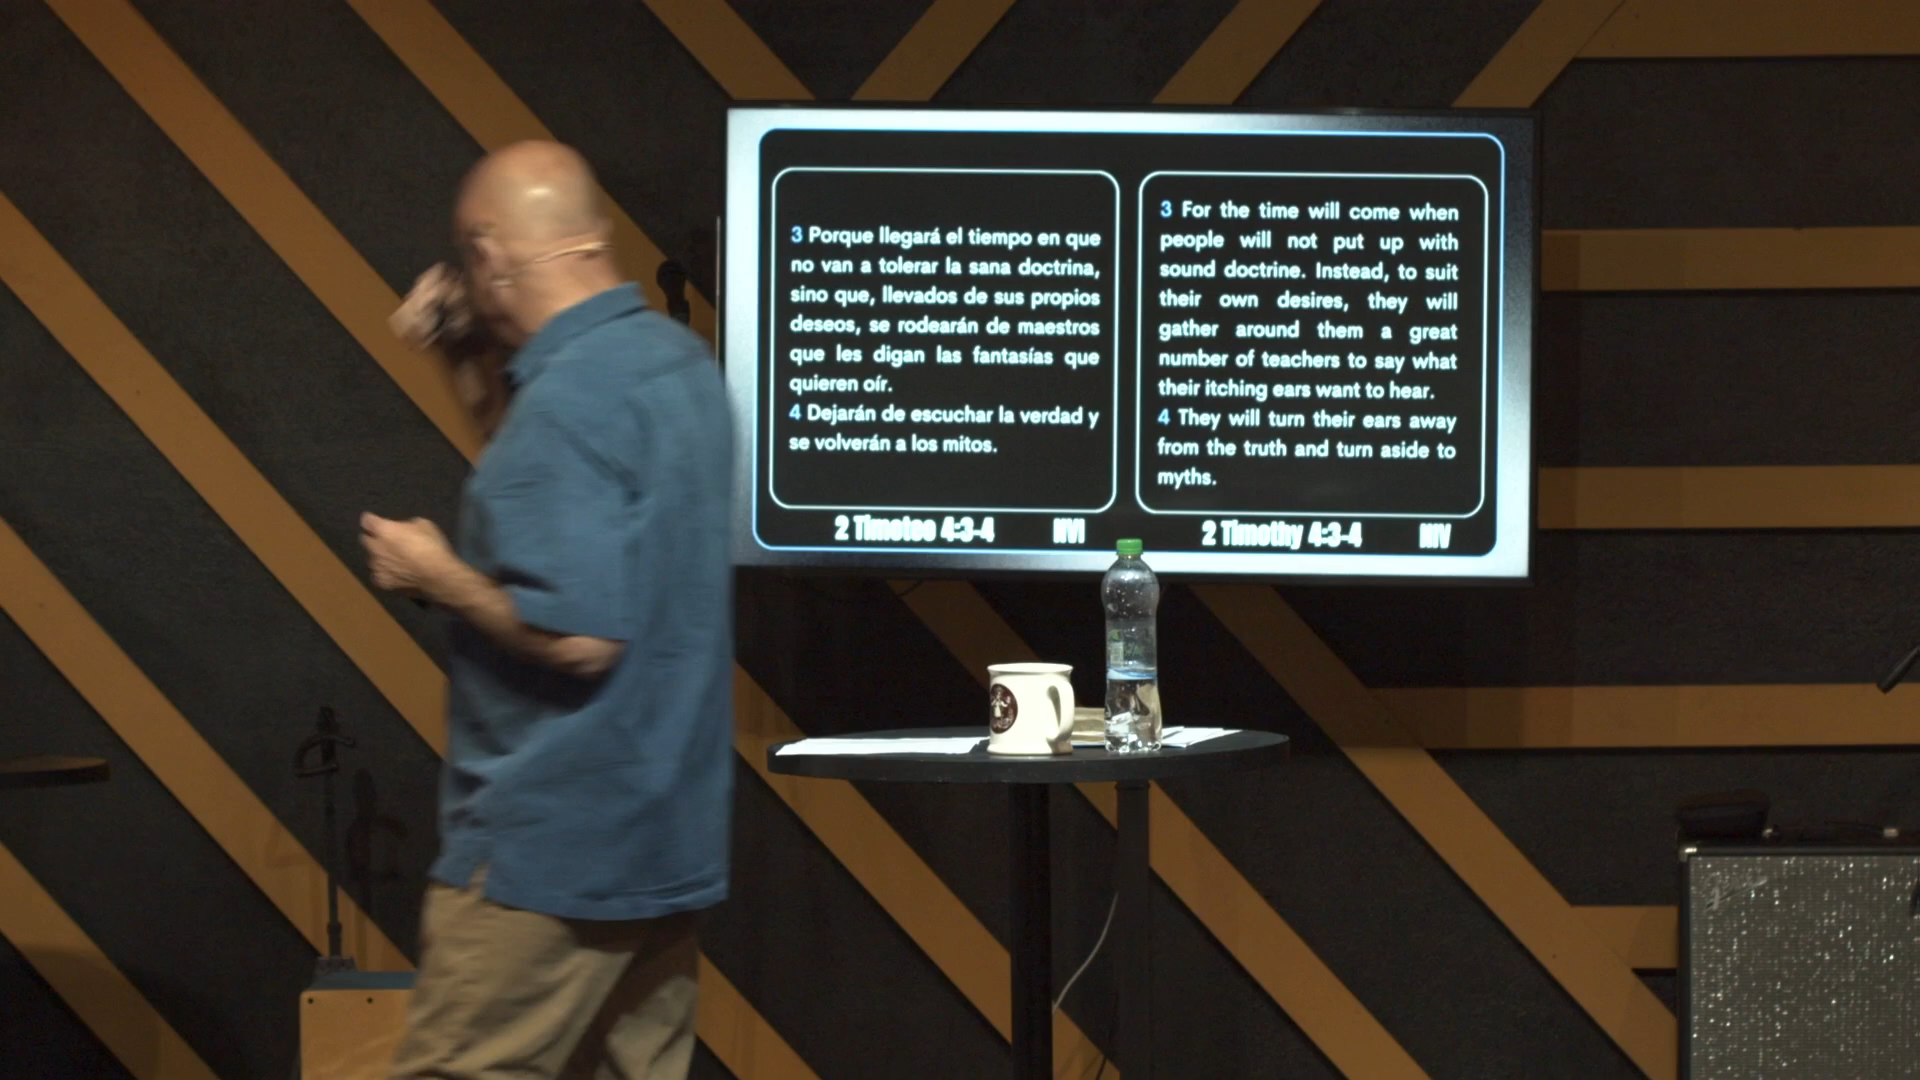 3 Porque llegará el tiempo en que
no van a tolerar la sana doctrina,
sino que, llevados de sus propios
deseos, se rodearán de maestros
que les digan las fantasías que
quieren oír.
4 Dejarán de escuchar la verdad y
se volverán a los mitos.
2 Timoteo 4:3-4 NVI
3 For the time will come when
people will not put up with
sound doctrine. Instead, to suit
their own desires, they will
gather around them a great
number of teachers to say what
their itching ears want to hear.
4 They will turn their ears away
from the truth and turn aside to
myths.
2 Timothy 4:3-4 NIV
Fender